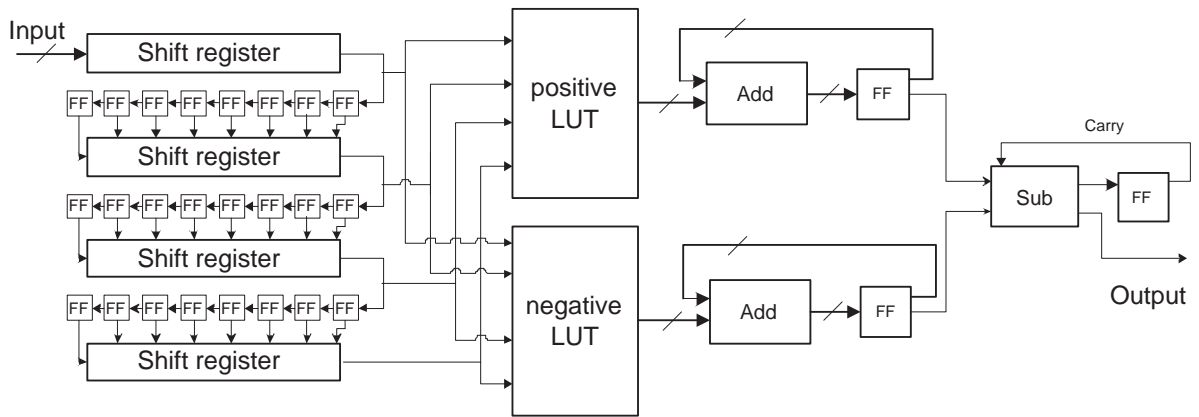 Input
Shift register
FF FF FF FF FF FF FF FF
Shift register
FF FF FF FF FF FF FF FF
Shift register
FF FF FF FF FF FF FF FF
Shift register
positive
LUT
Add
FF
negative
LUT
Add
FF
Carry
Sub
FF
Output